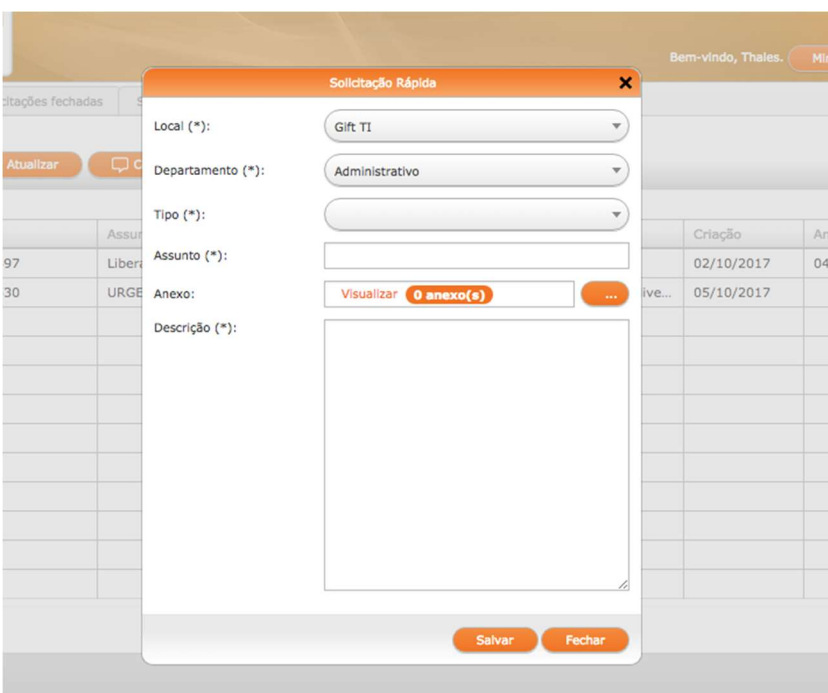 Bem-vindo, Thales.
Solicitação Rápida
citações fechadas
Local (*):
Gift TI
Atualizar
Departamento (*):
Administrativo
Tipo (*):
Criação
Assunto (*):
97
02/10/2017
04
30
URGE
Anexo:
Visualizar 0 anexo(s)
...
ive...
05/10/2017
Descrição (*):
Salvar
Fechar